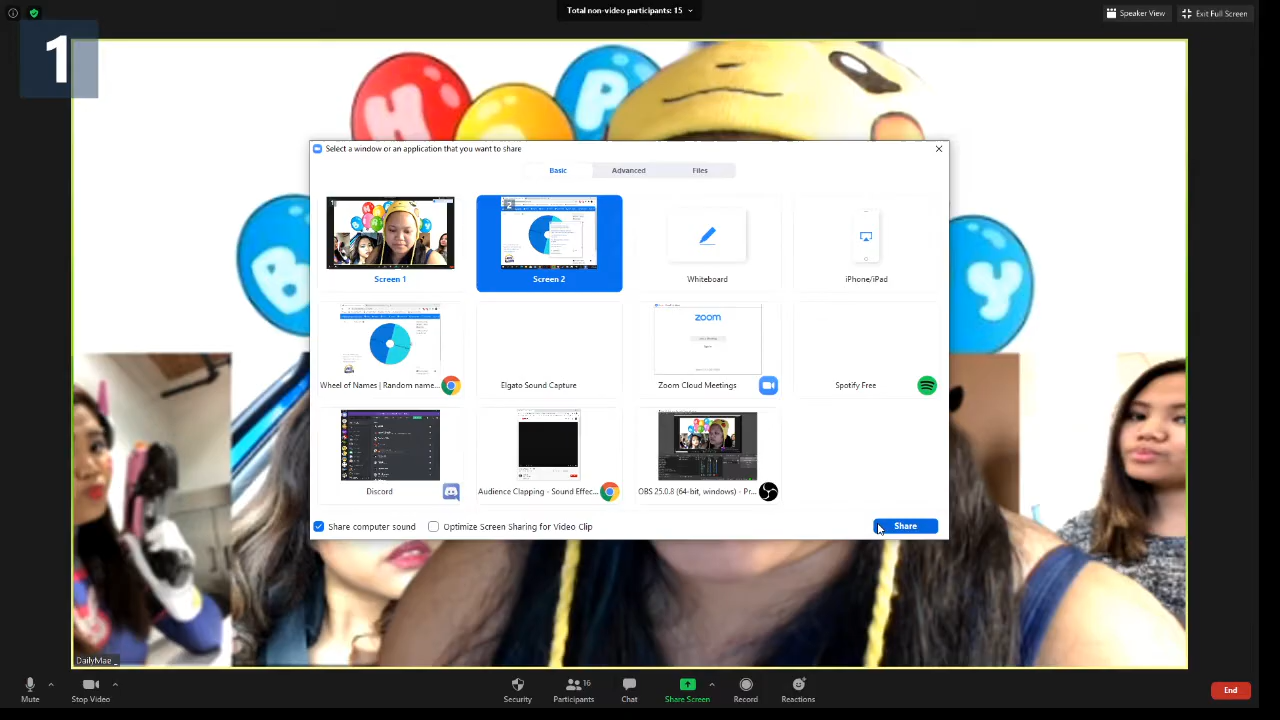 Total non-video participants: 15
Speaker View
Exit Full Screen
1
H
P
B
y
Select a window or an application that you want to share
Basic
Advanced
Files
Screen 1
2
Screen 2
Whiteboard
iPhone/iPad
Wheel of Names | Random name...
Elgato Sound Capture
zoom
Zoom Cloud Meetings
Spotify Free
Discord
Audience Clapping - Sound Effec...
OBS 25.0.8 (64-bit, windows) - Pr...
Share computer sound
Optimize Screen Sharing for Video Clip
Share
DailyMae _
Mute
Stop Video
Security
Participants
16
Chat
Share Screen
Record
Reactions
End